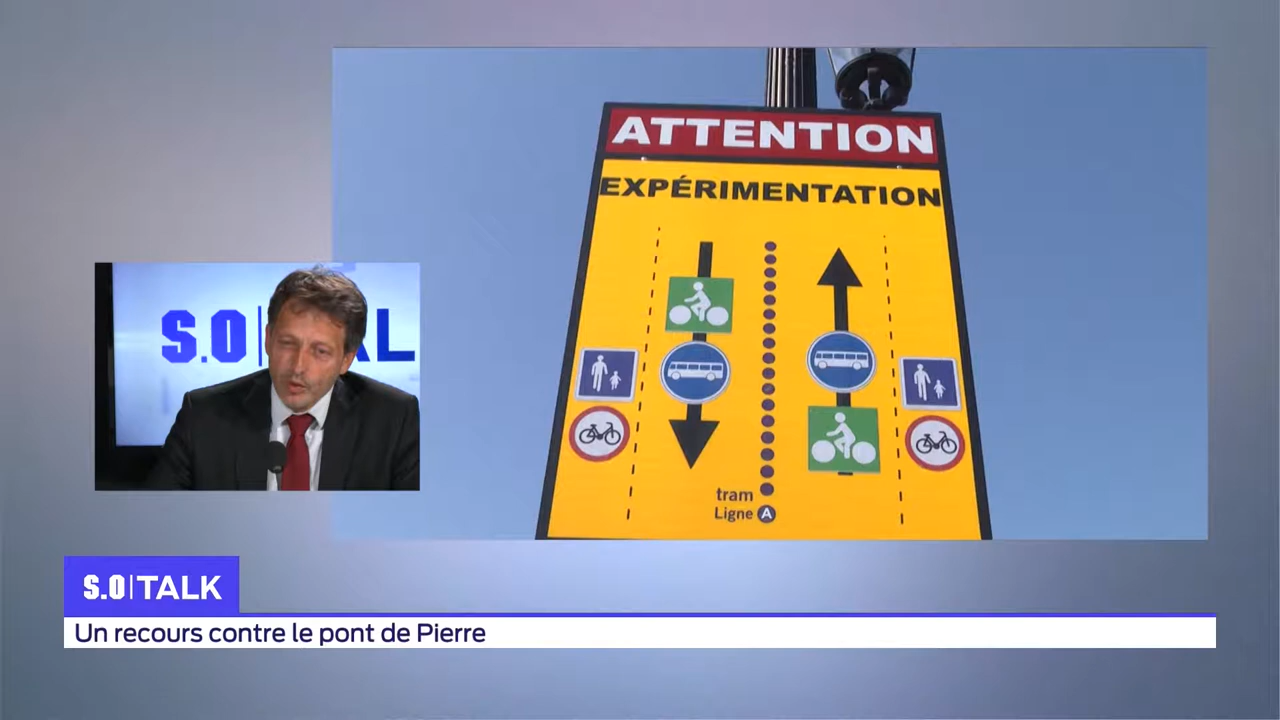 ATTENTION
EXPÉRIMENTATION
tram
Ligne A
S.O
S.O|TALK
Un recours contre le pont de Pierre